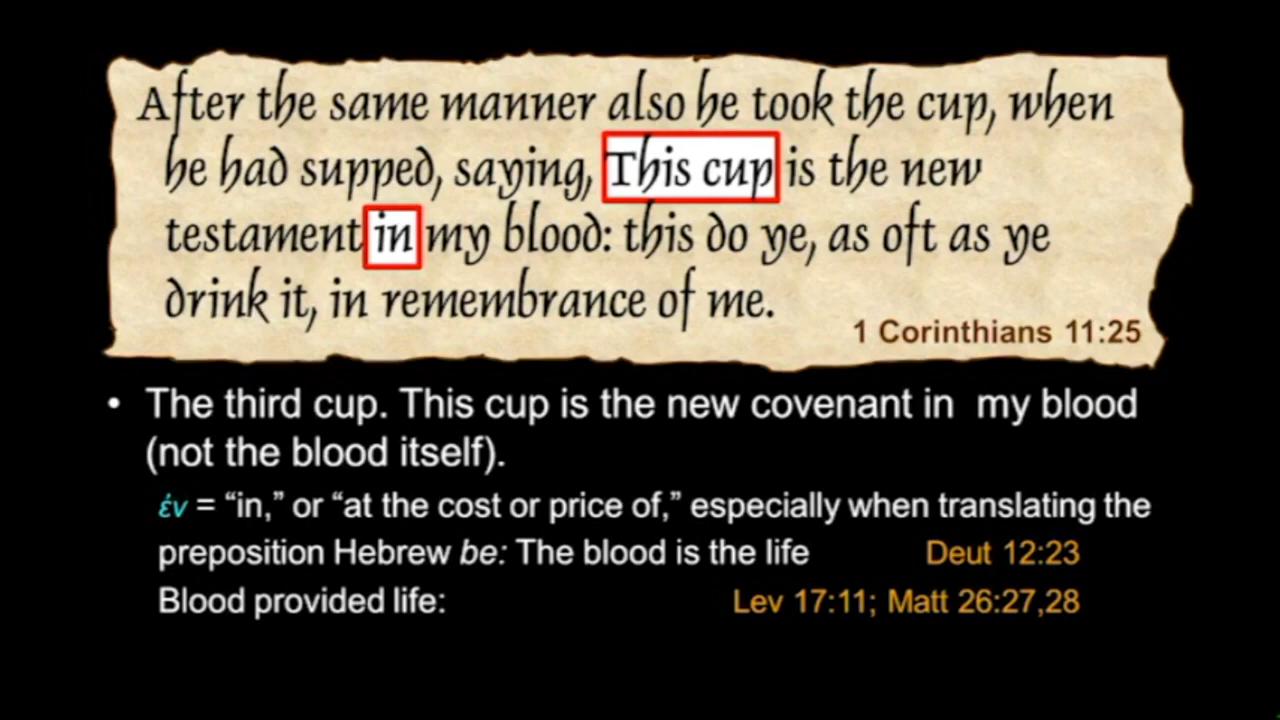 After the same manner also he took the cup, when
he had supped, saying, This cup is the new
testament in my blood: this do ye, as oft as ye
drink it, in remembrance of me.
1 Corinthians 11:25
• The third cup. This cup is the new covenant in my blood
(not the blood itself).
ἐν = “in,” or “at the cost or price of,” especially when translating the
preposition Hebrew be: The blood is the life Deut 12:23
Blood provided life: Lev 17:11; Matt 26:27,28